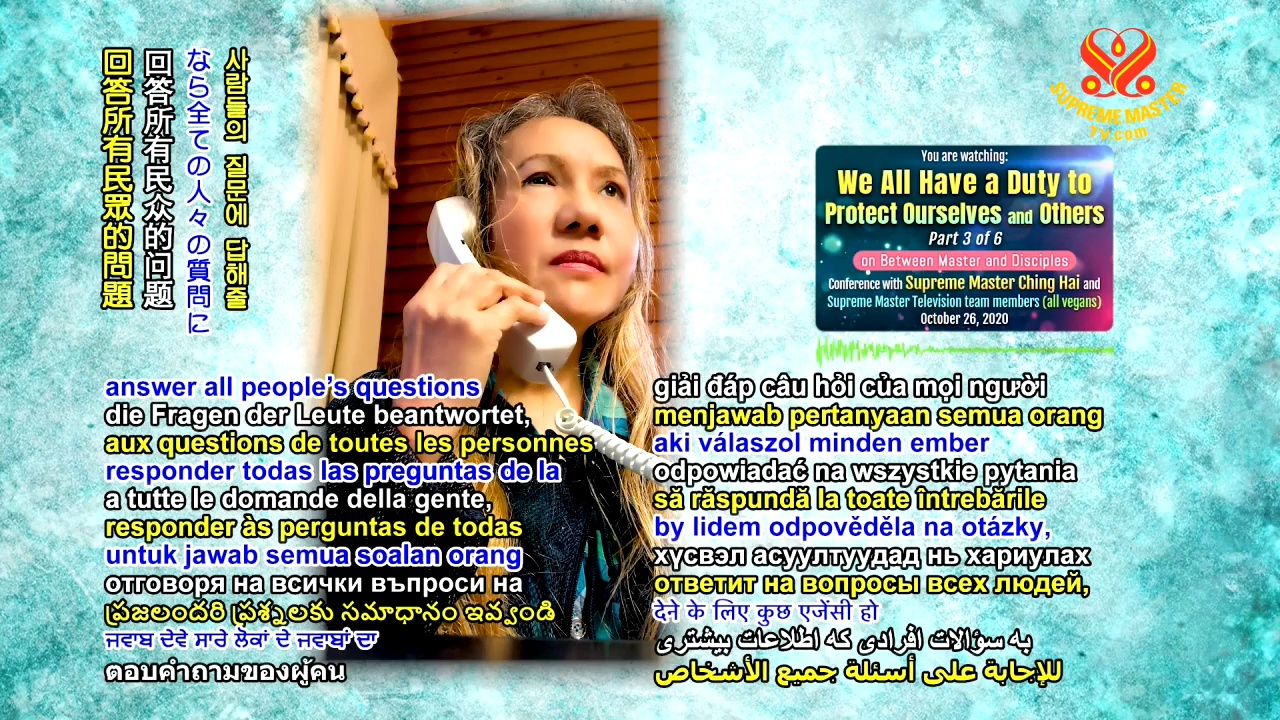 回答所有民眾的問題
回答所有民众的问题
なら全ての人々の質問に
사람들의 질문에 답해줄
SUPREME MASTER
TV.com
You are watching:
We All Have a Duty to
Protect Ourselves and Others
Part 3 of 6
on Between Master and Disciples
Conference with Supreme Master Ching Hai and
Supreme Master Television team members (all vegans)
October 26, 2020
answer all people’s questions
die Fragen der Leute beantwortet,
aux questions de toutes les personnes
responder todas las preguntas de la
a tutte le domande della gente,
responder às perguntas de todas
untuk jawab semua soalan orang
отговоря на всички въпроси на
ప్రజలందరి ప్రశ్నలకు సమాధానం ఇవ్వండి
ਜਵਾਬ ਦੇਵੇ ਸਾਰੇ ਲੋਕਾਂ ਦੇ ਜਵਾਬਾਂ ਦਾ
ตอบคำถามของผู้คน
giải đáp câu hỏi của mọi người
menjawab pertanyaan semua orang
aki válaszol minden ember
odpowiadać na wszystkie pytania
să răspundă la toate întrebările
by lidem odpověděla na otázky,
хүсвэл асуултуудад нь хариулах
ответит на вопросы всех людей,
देने के लिए कुछ एजेंसी हो
به سؤالات افرادی که اطلاعات بیشتری
للإجابة على أسئلة جميع الأشخاص